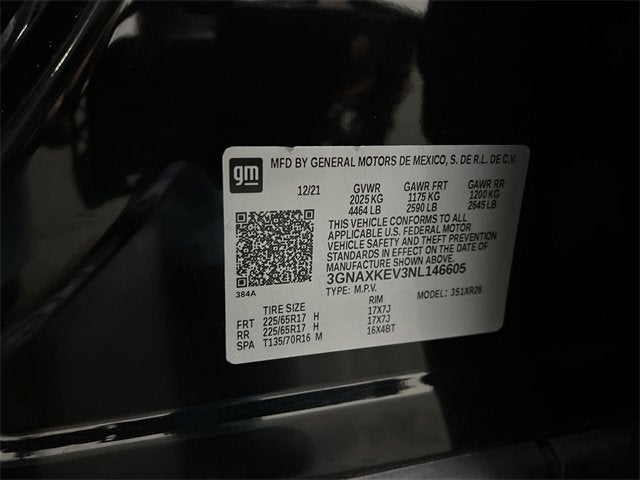 gm
MFD BY GENERAL MOTORS DE MEXICO, S. DE R.L. DE C.V.
12/21 GVWR GAWR FRT GAWR RR
2025 KG 1175 KG 1200 KG
4464 LB 2590 LB 2645 LB
THIS VEHICLE CONFORMS TO ALL
APPLICABLE U.S. FEDERAL MOTOR
VEHICLE SAFETY AND THEFT PREVENTION
STANDARDS IN EFFECT ON THE DATE OF
MANUFACTURE SHOWN ABOVE.
3GNAXKEV3NL146605
384A TYPE: M.P.V. MODEL: 351XR26
TIRE SIZE RIM
FRT 225/65R17 H 17X7J
RR 225/65R17 H 17X7J
SPA T135/70R16 M 16X4BT